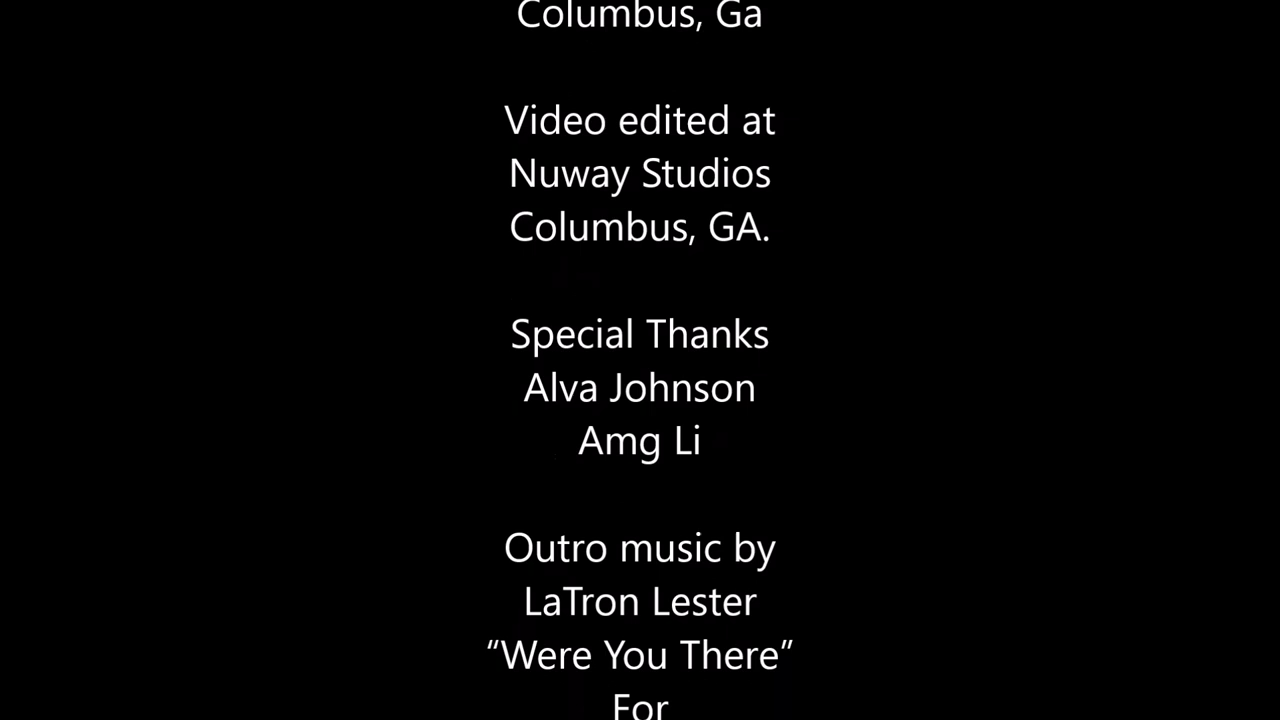 Columbus, Ga
Video edited at
Nuway Studios
Columbus, GA.
Special Thanks
Alva Johnson
Amg Li
Outro music by
LaTron Lester
“Were You There”
For